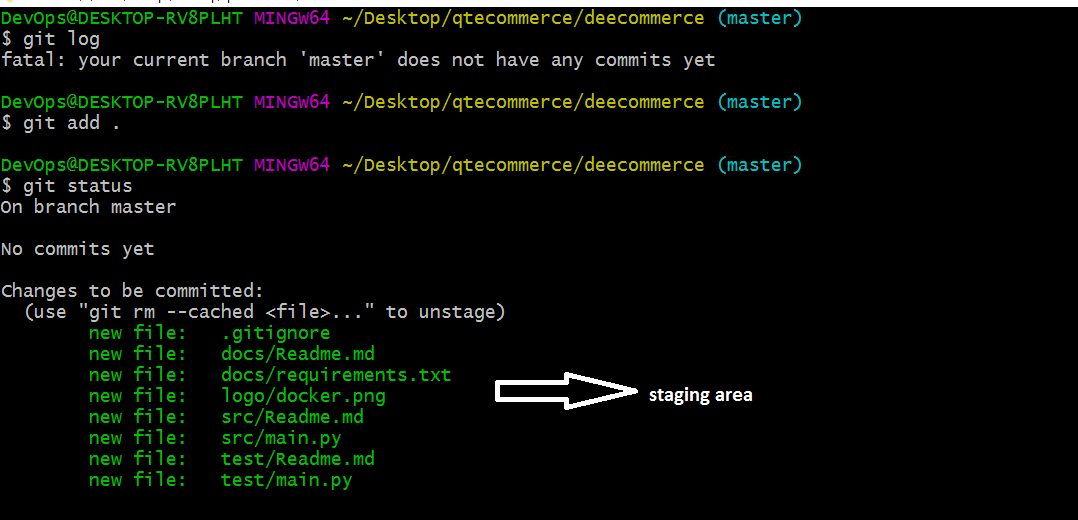 DevOps@DESKTOP-RV8PLHT MINGW64 ~/Desktop/qtecommerce/deecommerce (master)
$ git log
fatal: your current branch 'master' does not have any commits yet
DevOps@DESKTOP-RV8PLHT MINGW64 ~/Desktop/qtecommerce/deecommerce (master)
$ git add .
DevOps@DESKTOP-RV8PLHT MINGW64 ~/Desktop/qtecommerce/deecommerce (master)
$ git status
On branch master
No commits yet
Changes to be committed:
(use "git rm --cached <file>..." to unstage)
new file: .gitignore
new file: docs/Readme.md
new file: docs/requirements.txt
new file: logo/docker.png
staging area
new file: src/Readme.md
new file: src/main.py
new file: test/Readme.md
new file: test/main.py